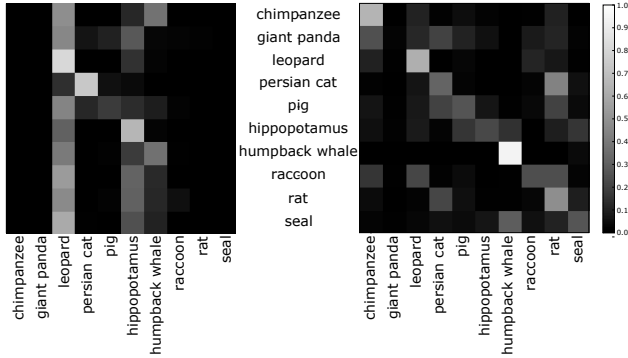 chimpanzee
giant panda
leopard
persian cat
pig
hippopotamus
humpback whale
raccoon
rat
seal
chimpanzee
giant panda
leopard
persian cat
pig
hippopotamus
humpback whale
raccoon
rat
seal
chimpanzee
giant panda
leopard
persian cat
pig
hippopotamus
humpback whale
raccoon
rat
seal
1.0
0.9
0.8
0.7
0.6
0.5
0.4
0.3
0.2
0.1
0.0